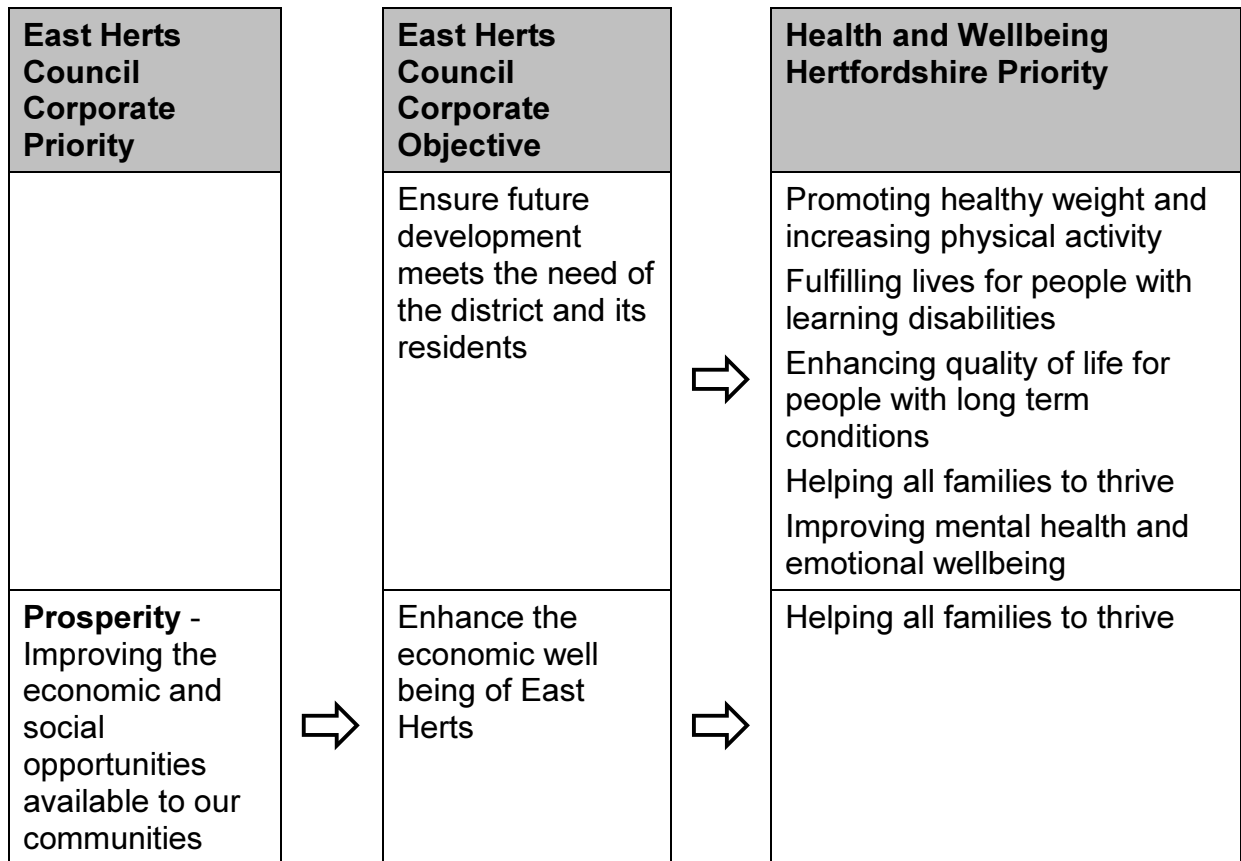 East Herts
Council
Corporate
Priority
East Herts
Council
Corporate
Objective
Health and Wellbeing
Hertfordshire Priority
Ensure future
development
meets the need of
the district and its
residents
Promoting healthy weight and
increasing physical activity
Fulfilling lives for people with
learning disabilities
Enhancing quality of life for
people with long term
conditions
Helping all families to thrive
Improving mental health and
emotional wellbeing
Prosperity -
Improving the
economic and
social
opportunities
available to our
communities
Enhance the
economic well
being of East
Herts
Helping all families to thrive